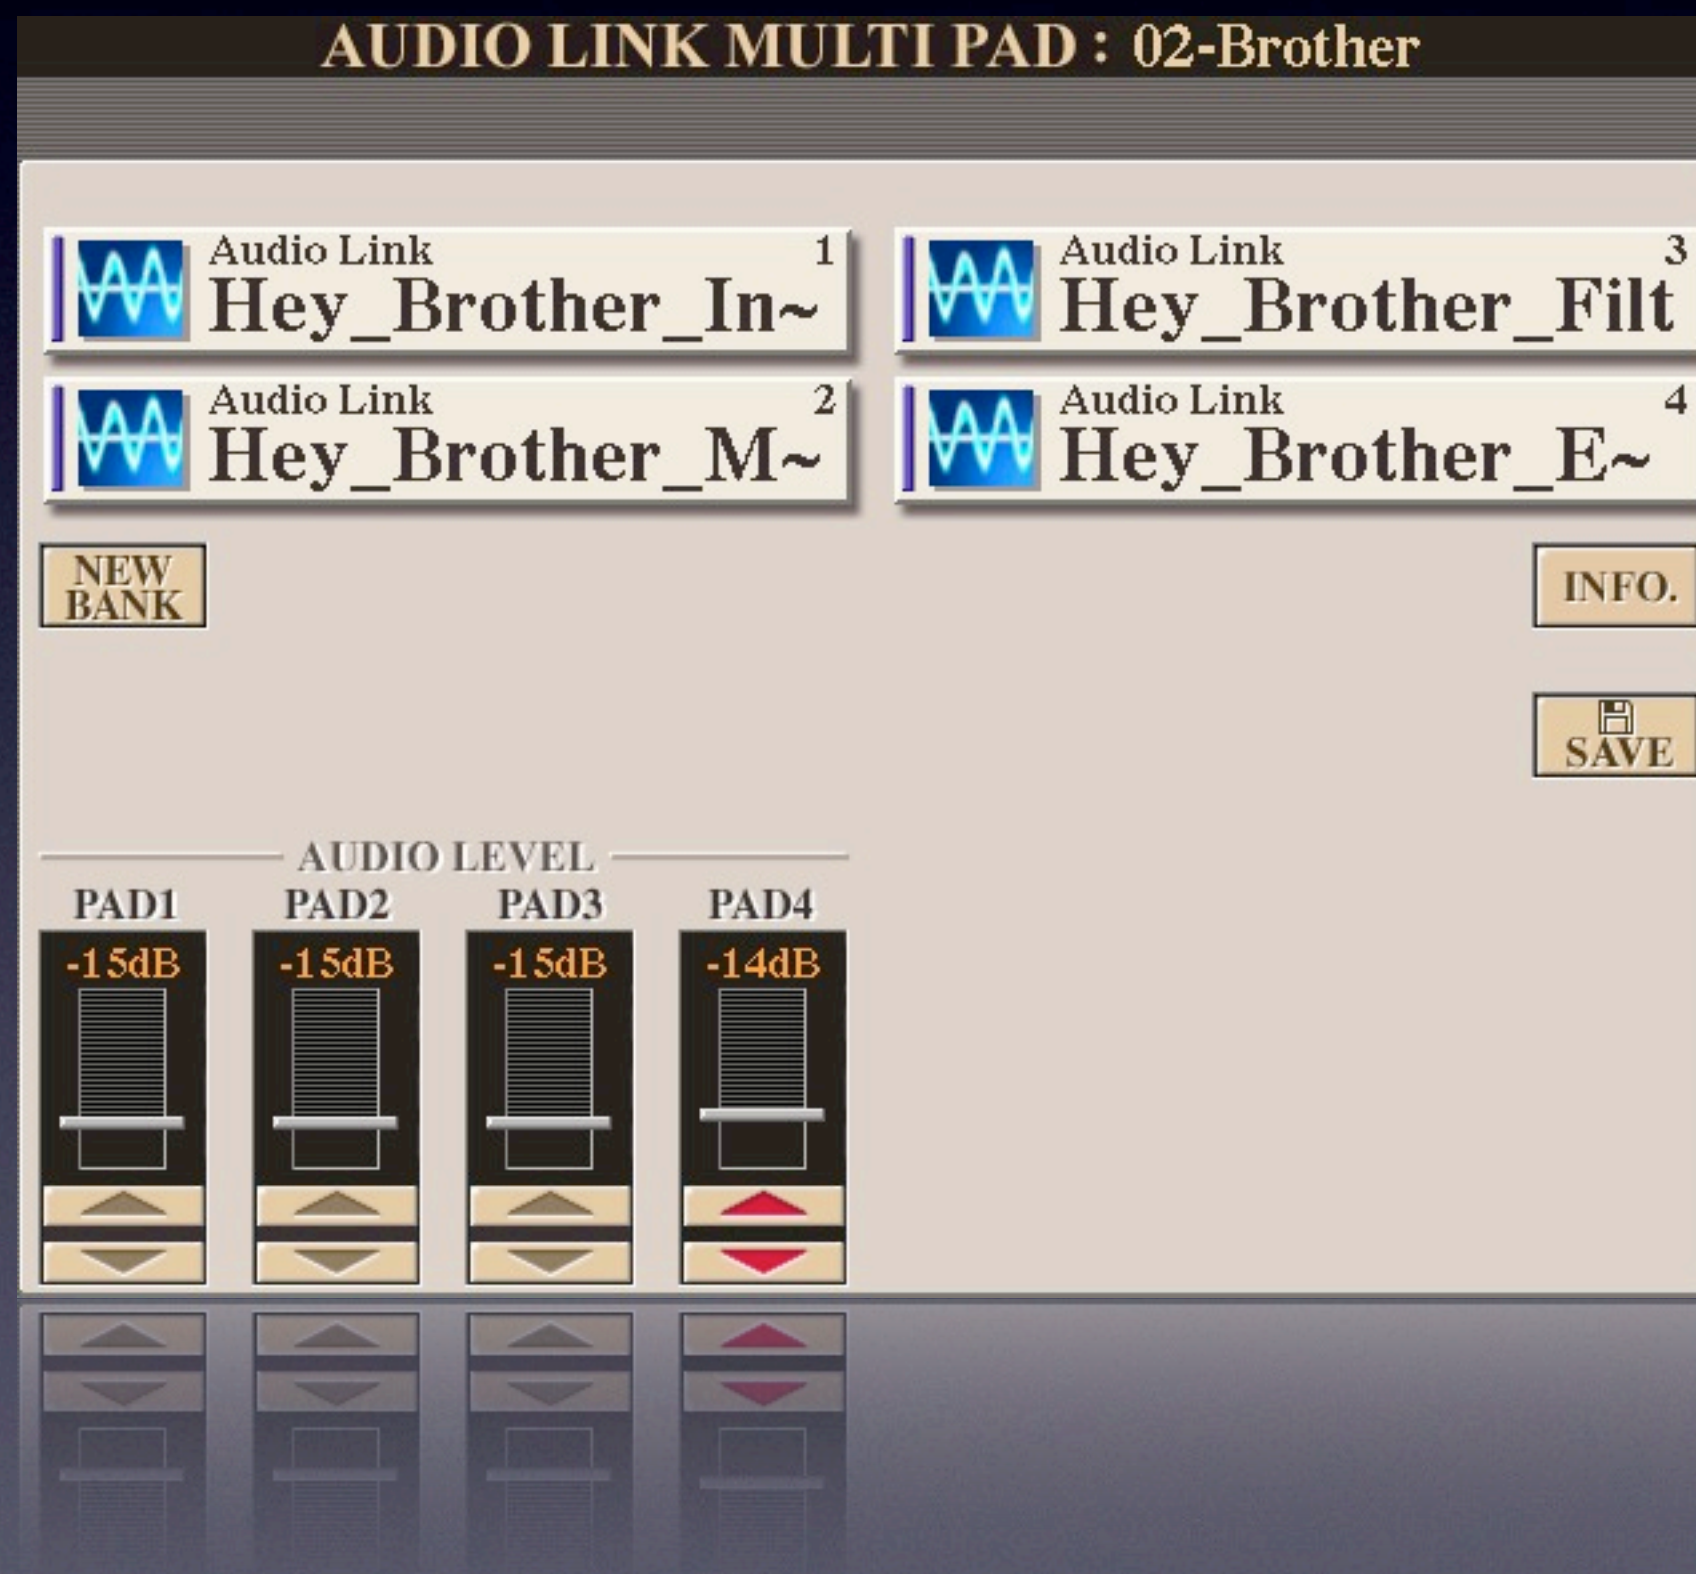 AUDIO LINK MULTI PAD : 02-Brother
Audio Link 1
Hey_Brother_In~
Audio Link 3
Hey_Brother_Filt
Audio Link 2
Hey_Brother_M~
Audio Link 4
Hey_Brother_E~
NEW
BANK
INFO.
SAVE
AUDIO LEVEL
PAD1 PAD2 PAD3 PAD4
-15dB -15dB -15dB -14dB